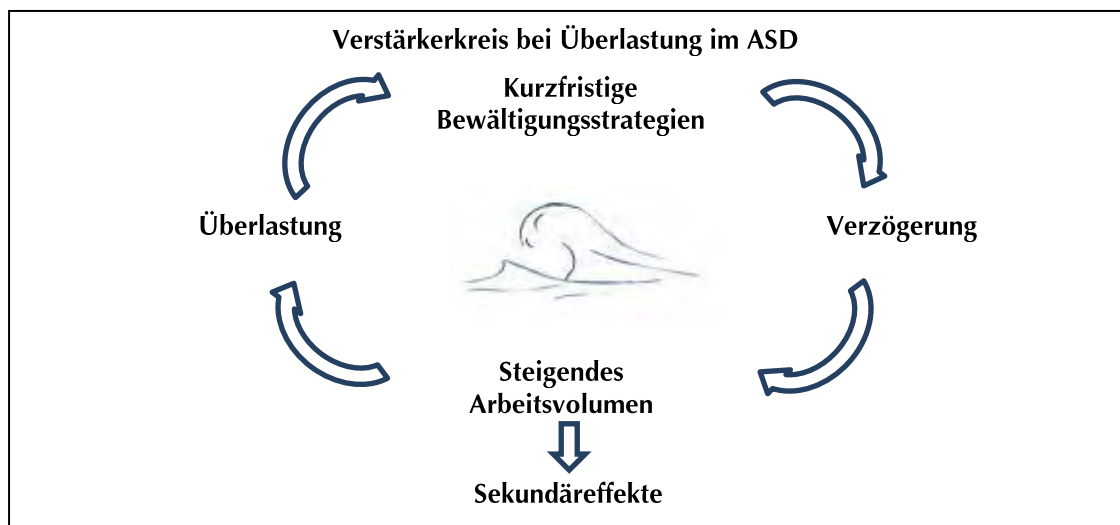 Verstärkerkreis bei Überlastung im ASD
Kurzfristige
Bewältigungsstrategien
Überlastung
Verzögerung
Steigendes
Arbeitsvolumen
Sekundäreffekte